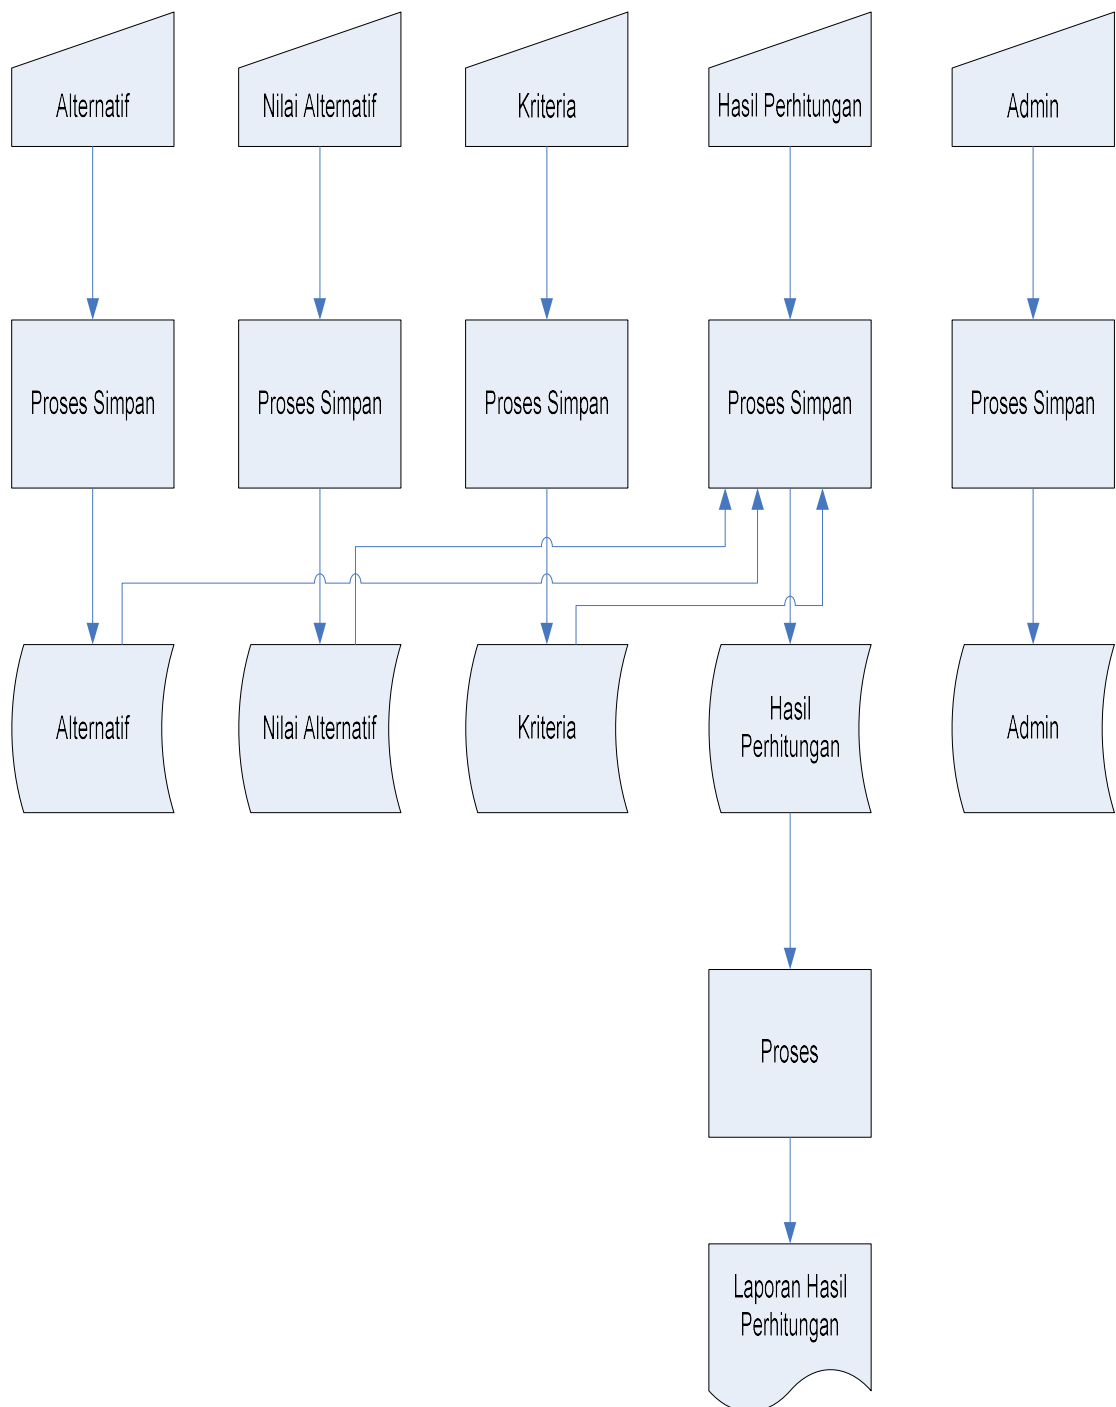 Alternatif
Nilai Alternatif
Kriteria
Hasil Perhitungan
Admin
Proses Simpan
Proses Simpan
Proses Simpan
Proses Simpan
Proses Simpan
Alternatif
Nilai Alternatif
Kriteria
Hasil
Perhitungan
Admin
Proses
Laporan Hasil
Perhitungan